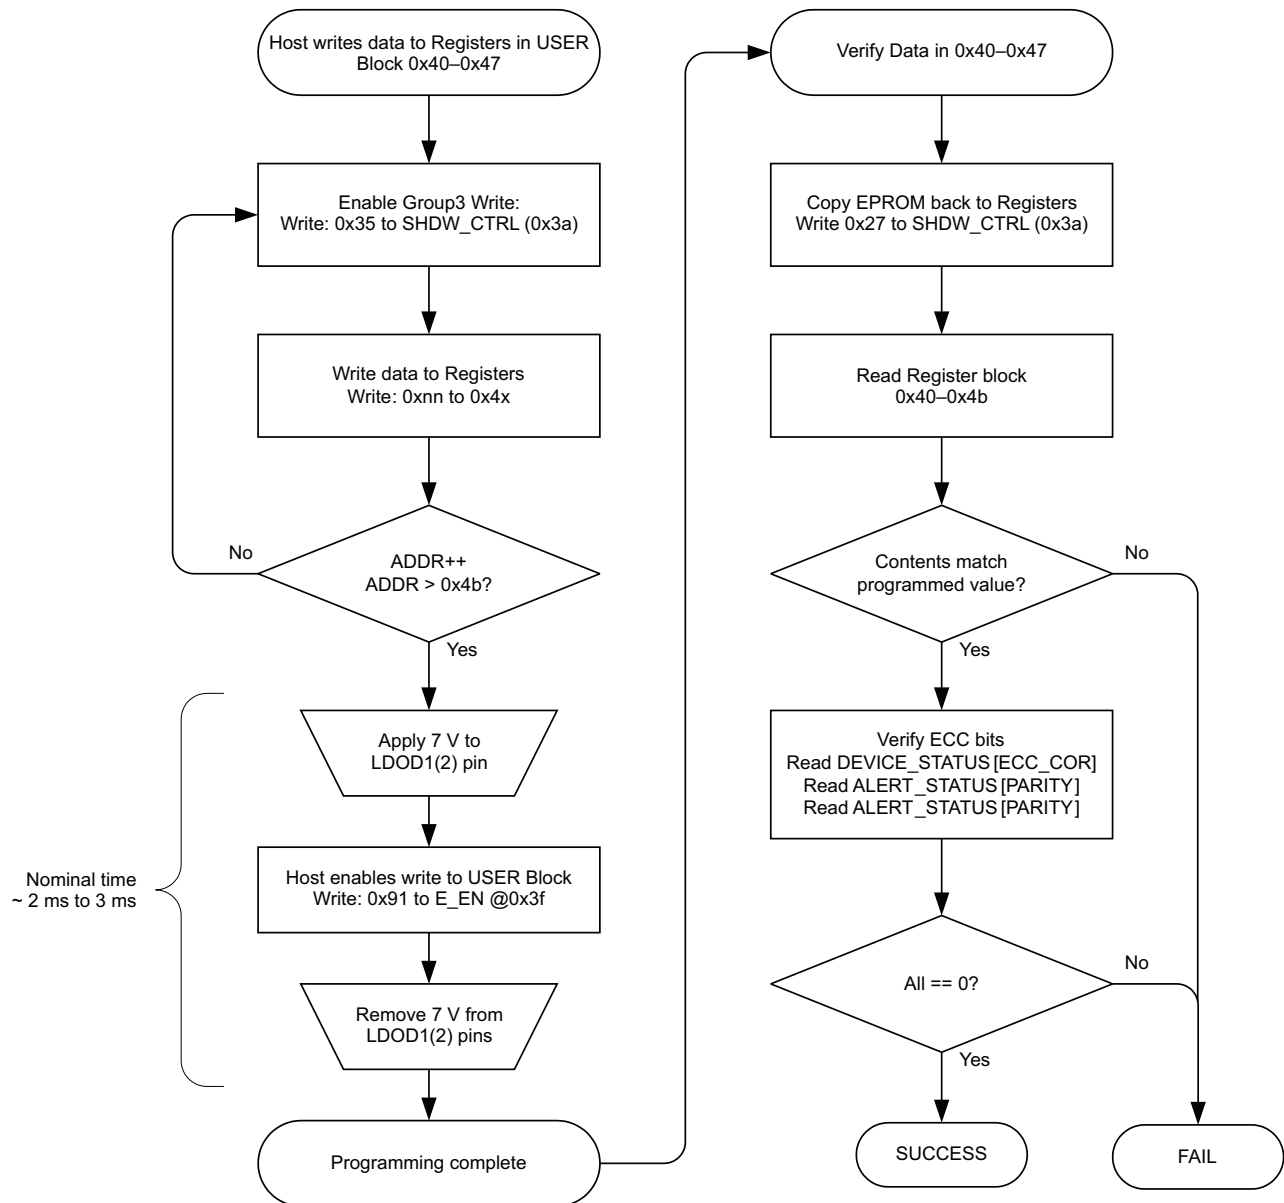 Host writes data to Registers in USER
Block 0x40–0x47
Enable Group3 Write:
Write: 0x35 to SHDW_CTRL (0x3a)
Write data to Registers
Write: 0xnn to 0x4x
No
ADDR++
ADDR > 0x4b?
Yes
Apply 7 V to
LDOD1(2) pin
Nominal time
~ 2 ms to 3 ms
Host enables write to USER Block
Write: 0x91 to E_EN @0x3f
Remove 7 V from
LDOD1(2) pins
Programming complete
Verify Data in 0x40–0x47
Copy EPROM back to Registers
Write 0x27 to SHDW_CTRL (0x3a)
Read Register block
0x40–0x4b
Contents match
programmed value?
No
Yes
Verify ECC bits
Read DEVICE_STATUS [ECC_COR]
Read ALERT_STATUS [PARITY]
Read ALERT_STATUS [PARITY]
All == 0?
No
Yes
SUCCESS
FAIL